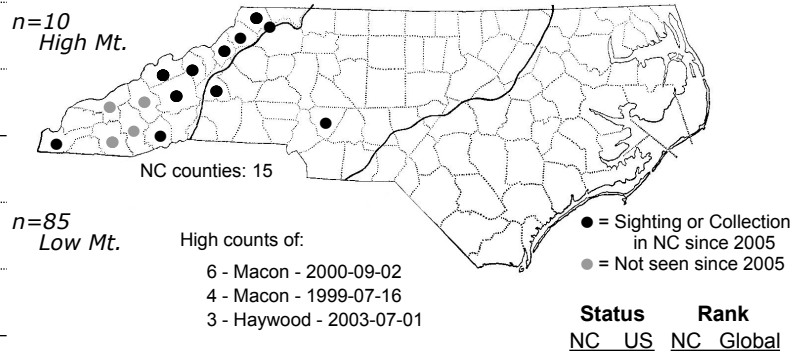 n=10
High Mt.
NC counties: 15
n=85
Low Mt.
High counts of:
6 - Macon - 2000-09-02
4 - Macon - 1999-07-16
3 - Haywood - 2003-07-01
● = Sighting or Collection
in NC since 2005
● = Not seen since 2005
Status Rank
NC US NC Global